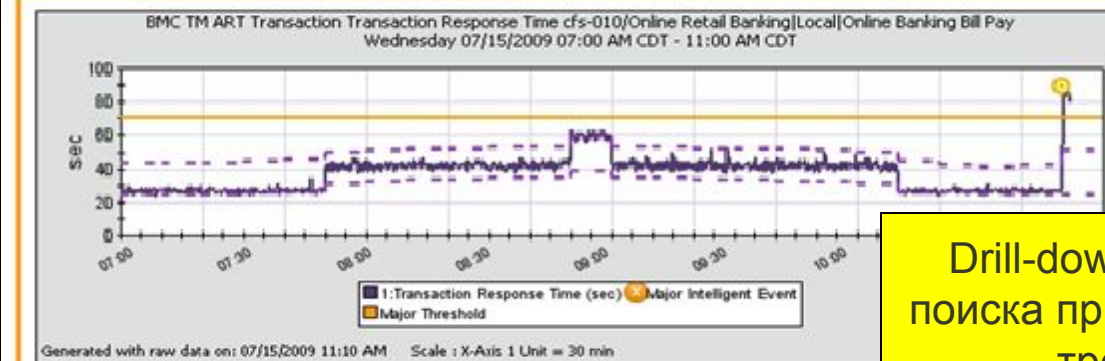 BMC TM ART Transaction Transaction Response Time cfs-010/Online Retail Banking|Local|Online Banking Bill Pay
Wednesday 07/15/2009 07:00 AM CDT - 11:00 AM CDT
100
80
60
40
20
0
sec
07:00
07:30
08:00
08:30
09:00
09:30
10:00
1:Transaction Response Time (sec)
Major Intelligent Event
Major Threshold
Generated with raw data on: 07/15/2009 11:10 AM Scale : X-Axis 1 Unit = 30 min
Drill-dow
поиска пр